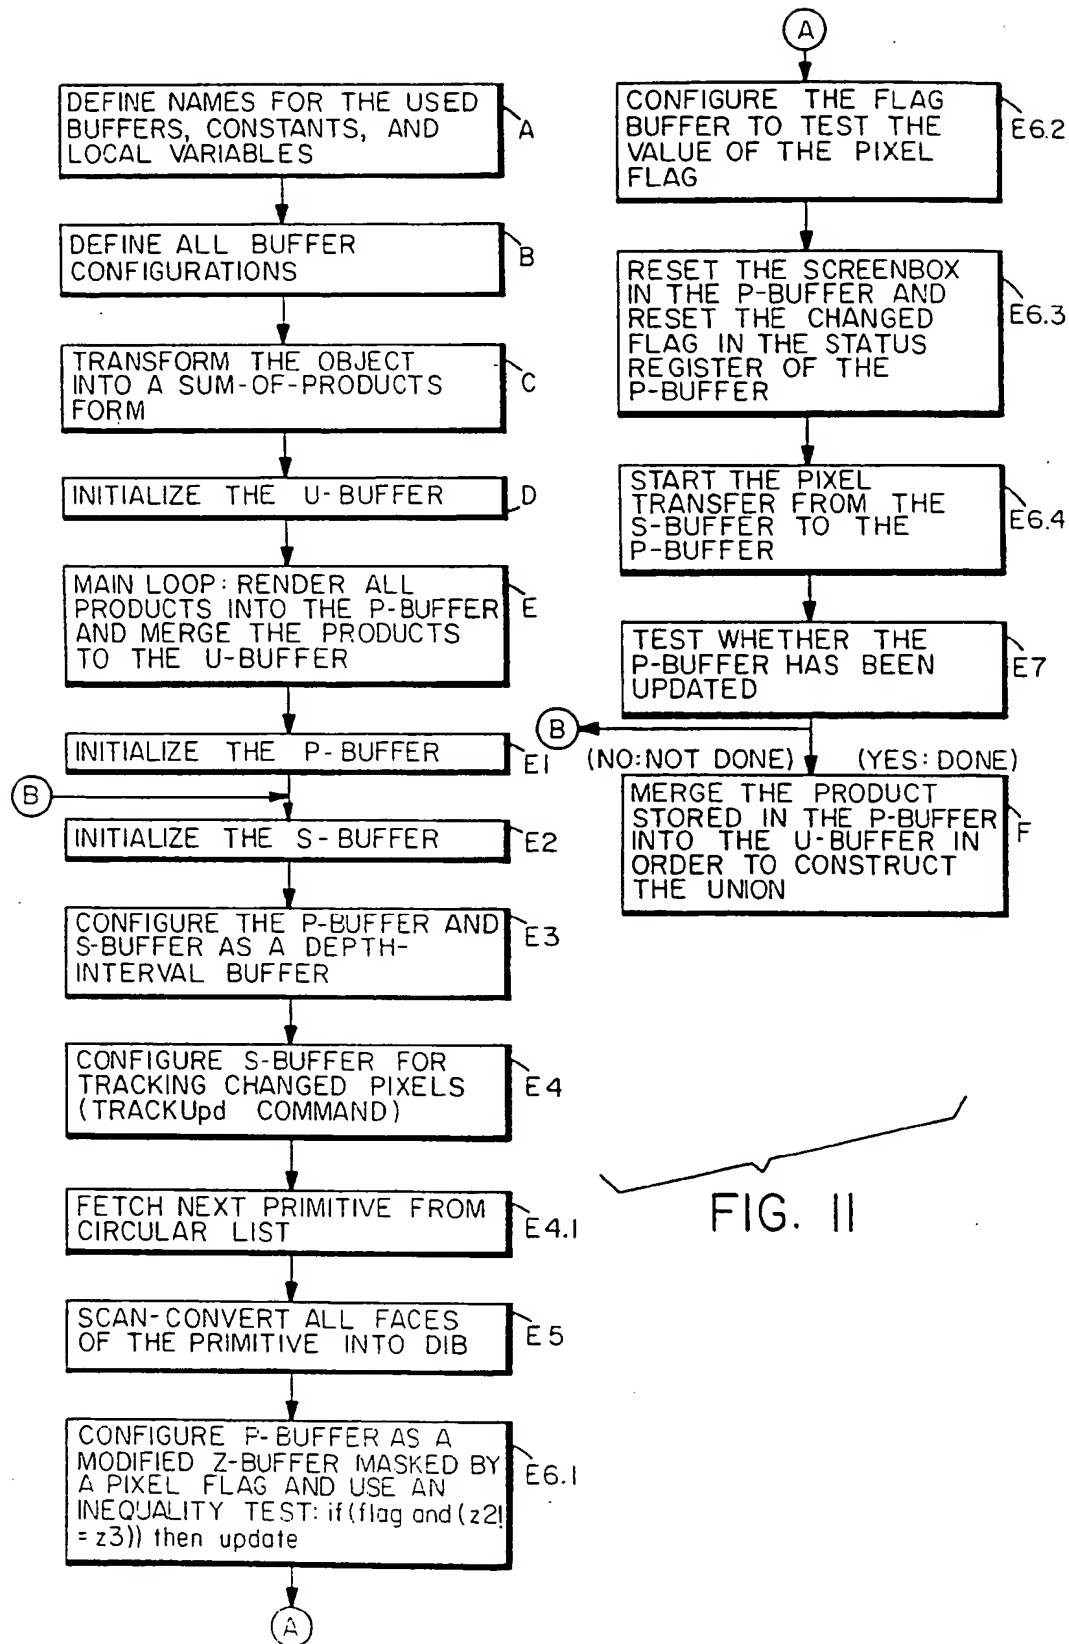 DEFINE NAMES FOR THE USED
BUFFERS, CONSTANTS, AND
LOCAL VARIABLES
A
DEFINE ALL BUFFER
CONFIGURATIONS
B
TRANSFORM THE OBJECT
INTO A SUM-OF-PRODUCTS
FORM
C
INITIALIZE THE U-BUFFER
D
MAIN LOOP: RENDER ALL
PRODUCTS INTO THE P-BUFFER
AND MERGE THE PRODUCTS
TO THE U-BUFFER
E
INITIALIZE THE P-BUFFER
E1
B
INITIALIZE THE S-BUFFER
E2
CONFIGURE THE P-BUFFER AND
S-BUFFER AS A DEPTH-
INTERVAL BUFFER
E3
CONFIGURE S-BUFFER FOR
TRACKING CHANGED PIXELS
(TRACKUpd COMMAND)
E4
FETCH NEXT PRIMITIVE FROM
CIRCULAR LIST
E4.1
SCAN-CONVERT ALL FACES
OF THE PRIMITIVE INTO DIB
E5
CONFIGURE P-BUFFER AS A
MODIFIED Z-BUFFER MASKED BY
A PIXEL FLAG AND USE AN
INEQUALITY TEST: if(flag and (z2!
= z3)) then update
E6.1
A
A
CONFIGURE THE FLAG
BUFFER TO TEST THE
VALUE OF THE PIXEL
FLAG
E6.2
RESET THE SCREENBOX
IN THE P-BUFFER AND
RESET THE CHANGED
FLAG IN THE STATUS
REGISTER OF THE
P-BUFFER
E6.3
START THE PIXEL
TRANSFER FROM THE
S-BUFFER TO THE
P-BUFFER
E6.4
TEST WHETHER THE
P-BUFFER HAS BEEN
UPDATED
E7
B
(NO:NOT DONE) (YES: DONE)
MERGE THE PRODUCT
STORED IN THE P-BUFFER
INTO THE U-BUFFER IN
ORDER TO CONSTRUCT
THE UNION
F
FIG. 11